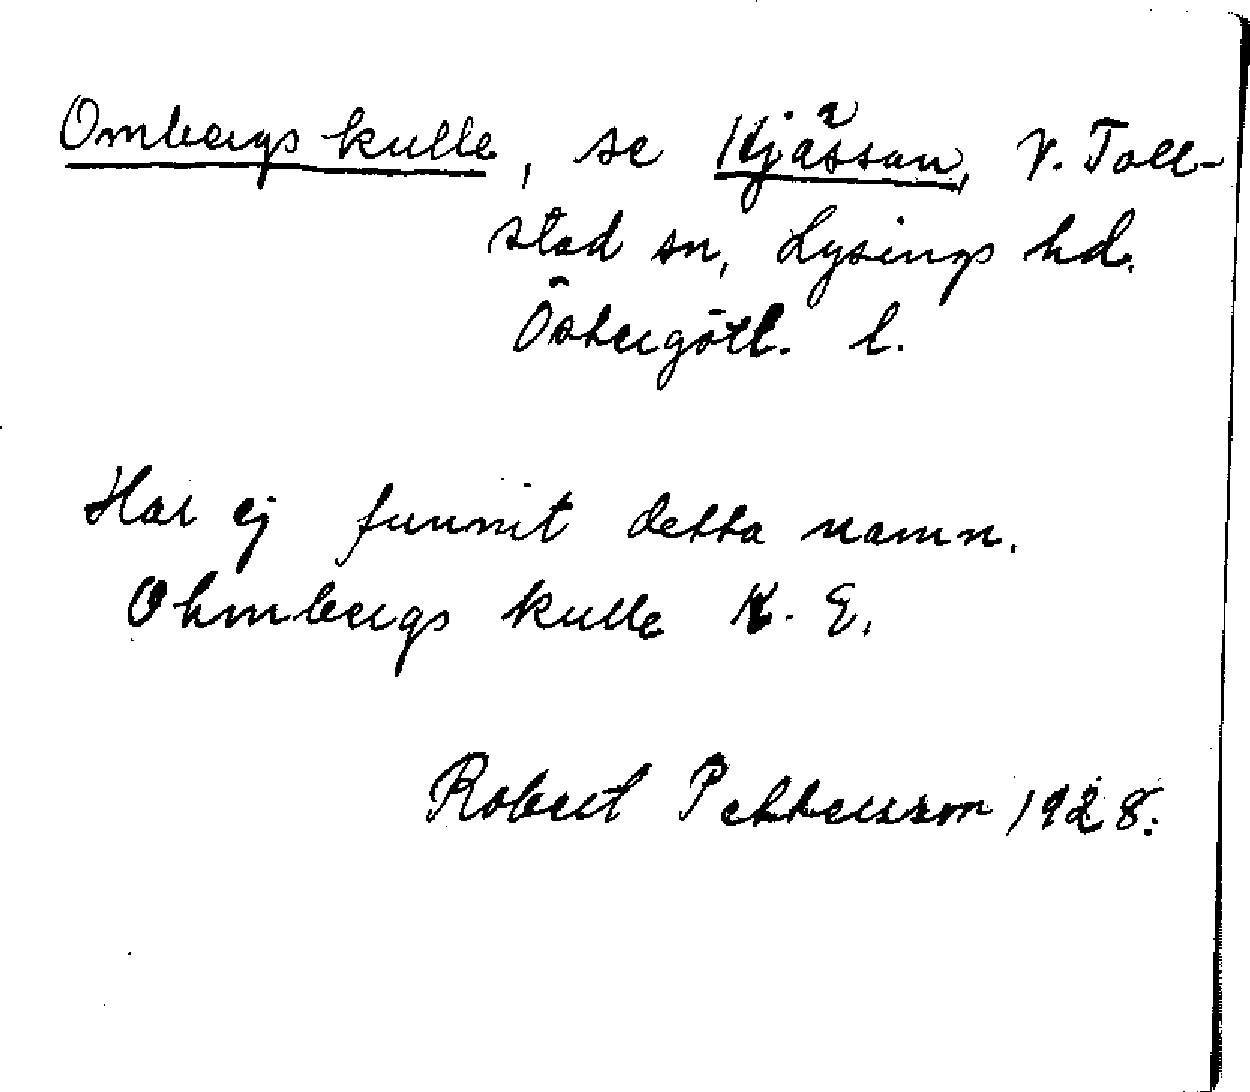 Ombergs kulle, se Hjässan, V. Toll-
stad sn, Lysings hd.
Östergötl. l.
Har ej funnit detta namn.
Ohmbergs kulle K. E.
Robert Pettersson 1928.